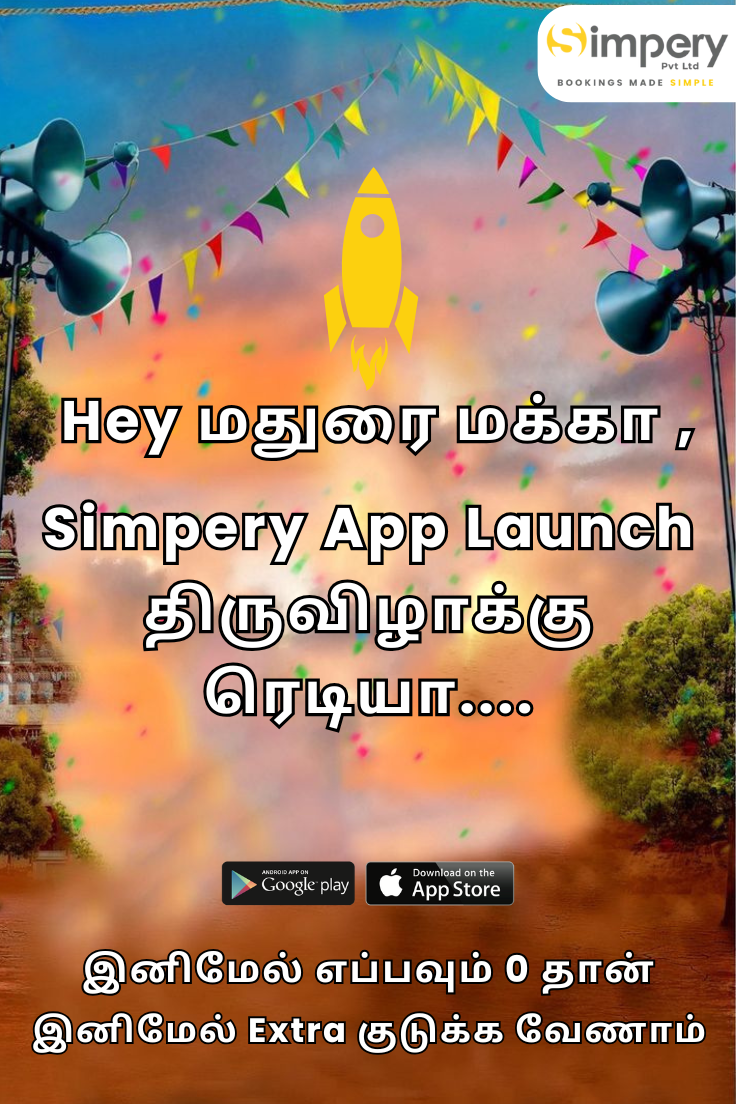 Simpery
Pvt Ltd
BOOKINGS MADE SIMPLE
Hey மதுரை மக்கா ,
Simpery App Launch
திருவிழாக்கு
ரெடியா....
ANDROID APP ON
Google play
Download on the
App Store
இனிமேல் எப்பவும் 0 தான்
இனிமேல் Extra குடுக்க வேணாம்